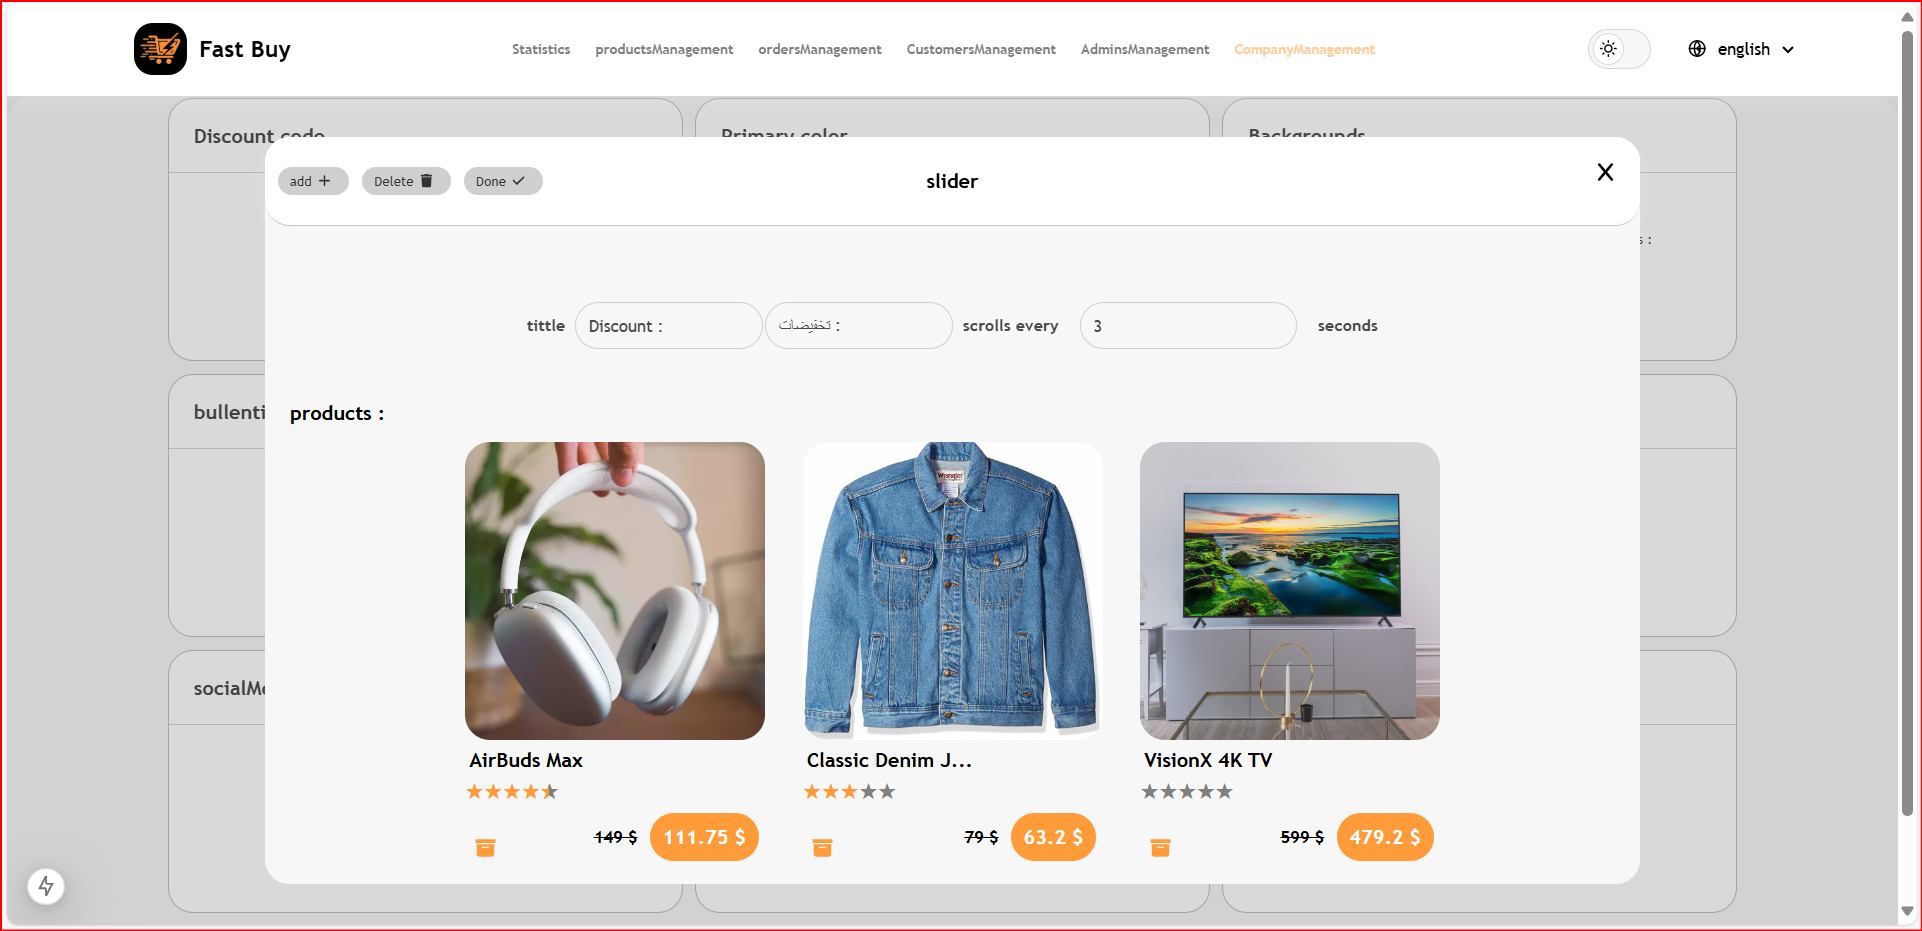 Fast Buy
Statistics productsManagement ordersManagement CustomersManagement AdminsManagement CompanyManagement
english
Discount code Primary color Backgrounds
add Delete Done
slider
X
s :
tittle Discount : تخفيضات : scrolls every 3 seconds
bullenti
products :
Wrangler
socialMe
AirBuds Max Classic Denim J... VisionX 4K TV
149 $ 111.75 $ 79 $ 63.2 $ 599 $ 479.2 $